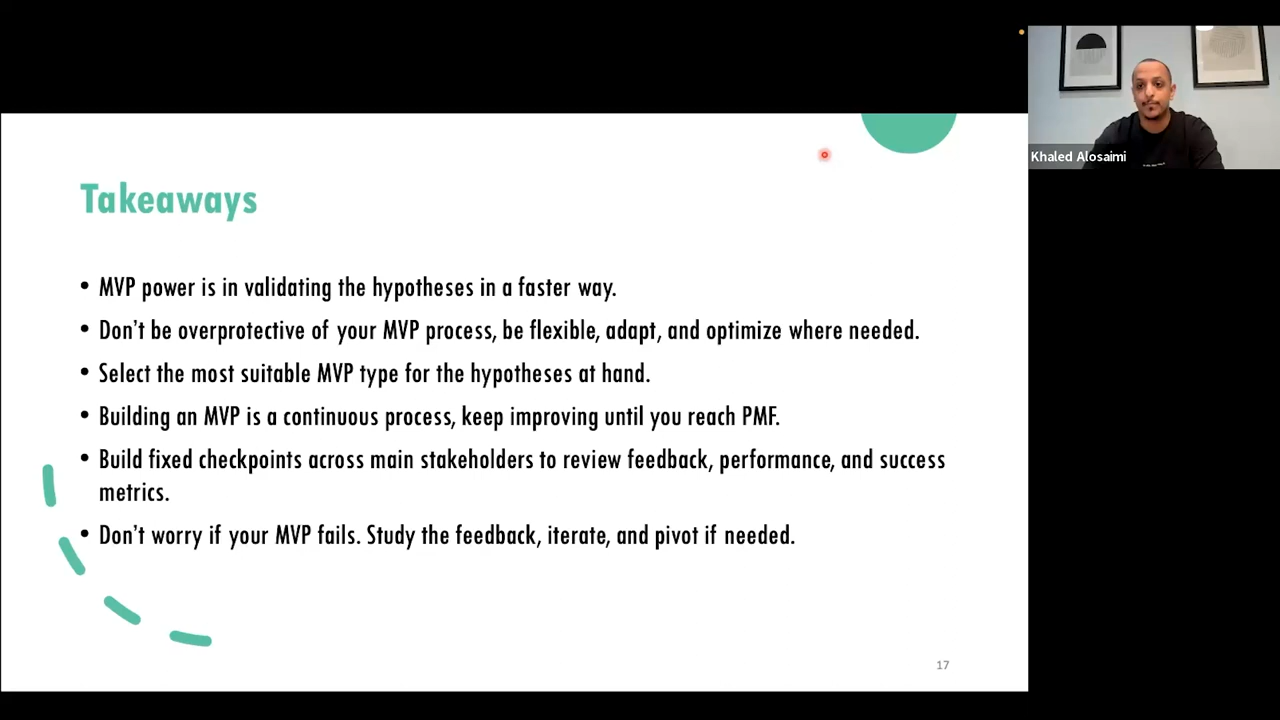 Khaled Alosaimi
Takeaways
• MVP power is in validating the hypotheses in a faster way.
• Don't be overprotective of your MVP process, be flexible, adapt, and optimize where needed.
• Select the most suitable MVP type for the hypotheses at hand.
• Building an MVP is a continuous process, keep improving until you reach PMF.
• Build fixed checkpoints across main stakeholders to review feedback, performance, and success
metrics.
• Don't worry if your MVP fails. Study the feedback, iterate, and pivot if needed.
17